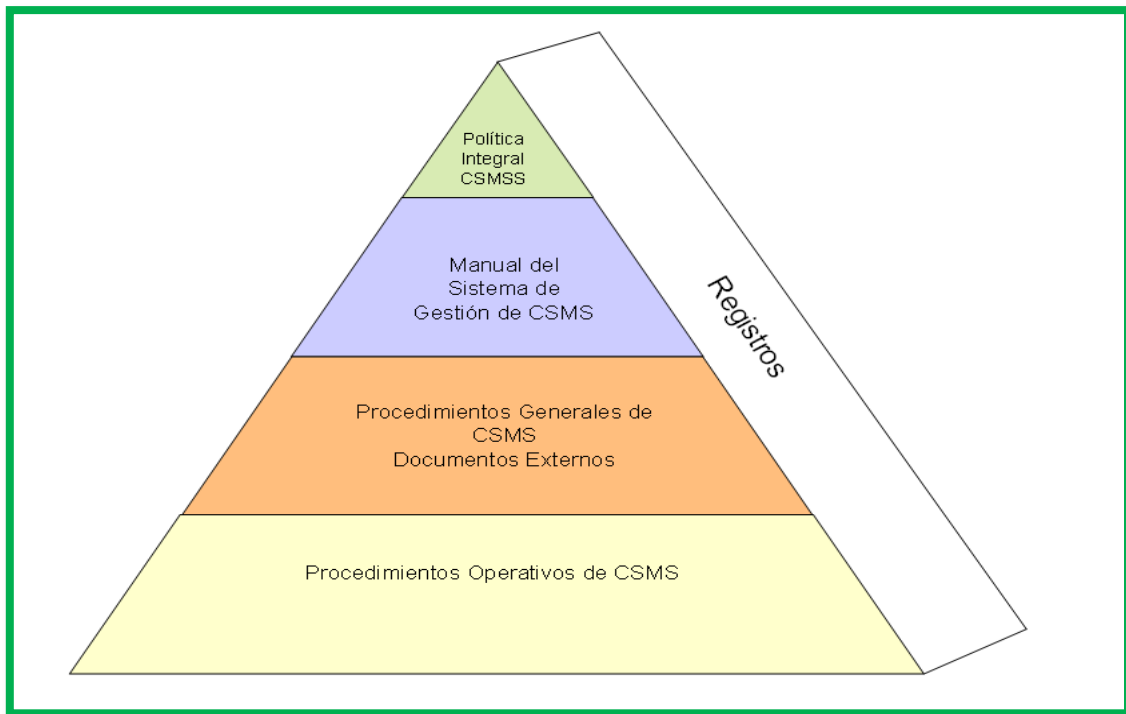 Política
Integral
CSMSS
Manual del
Sistema de
Gestión de CSMS
Procedimientos Generales de
CSMS
Documentos Externos
Procedimientos Operativos de CSMS
Registros